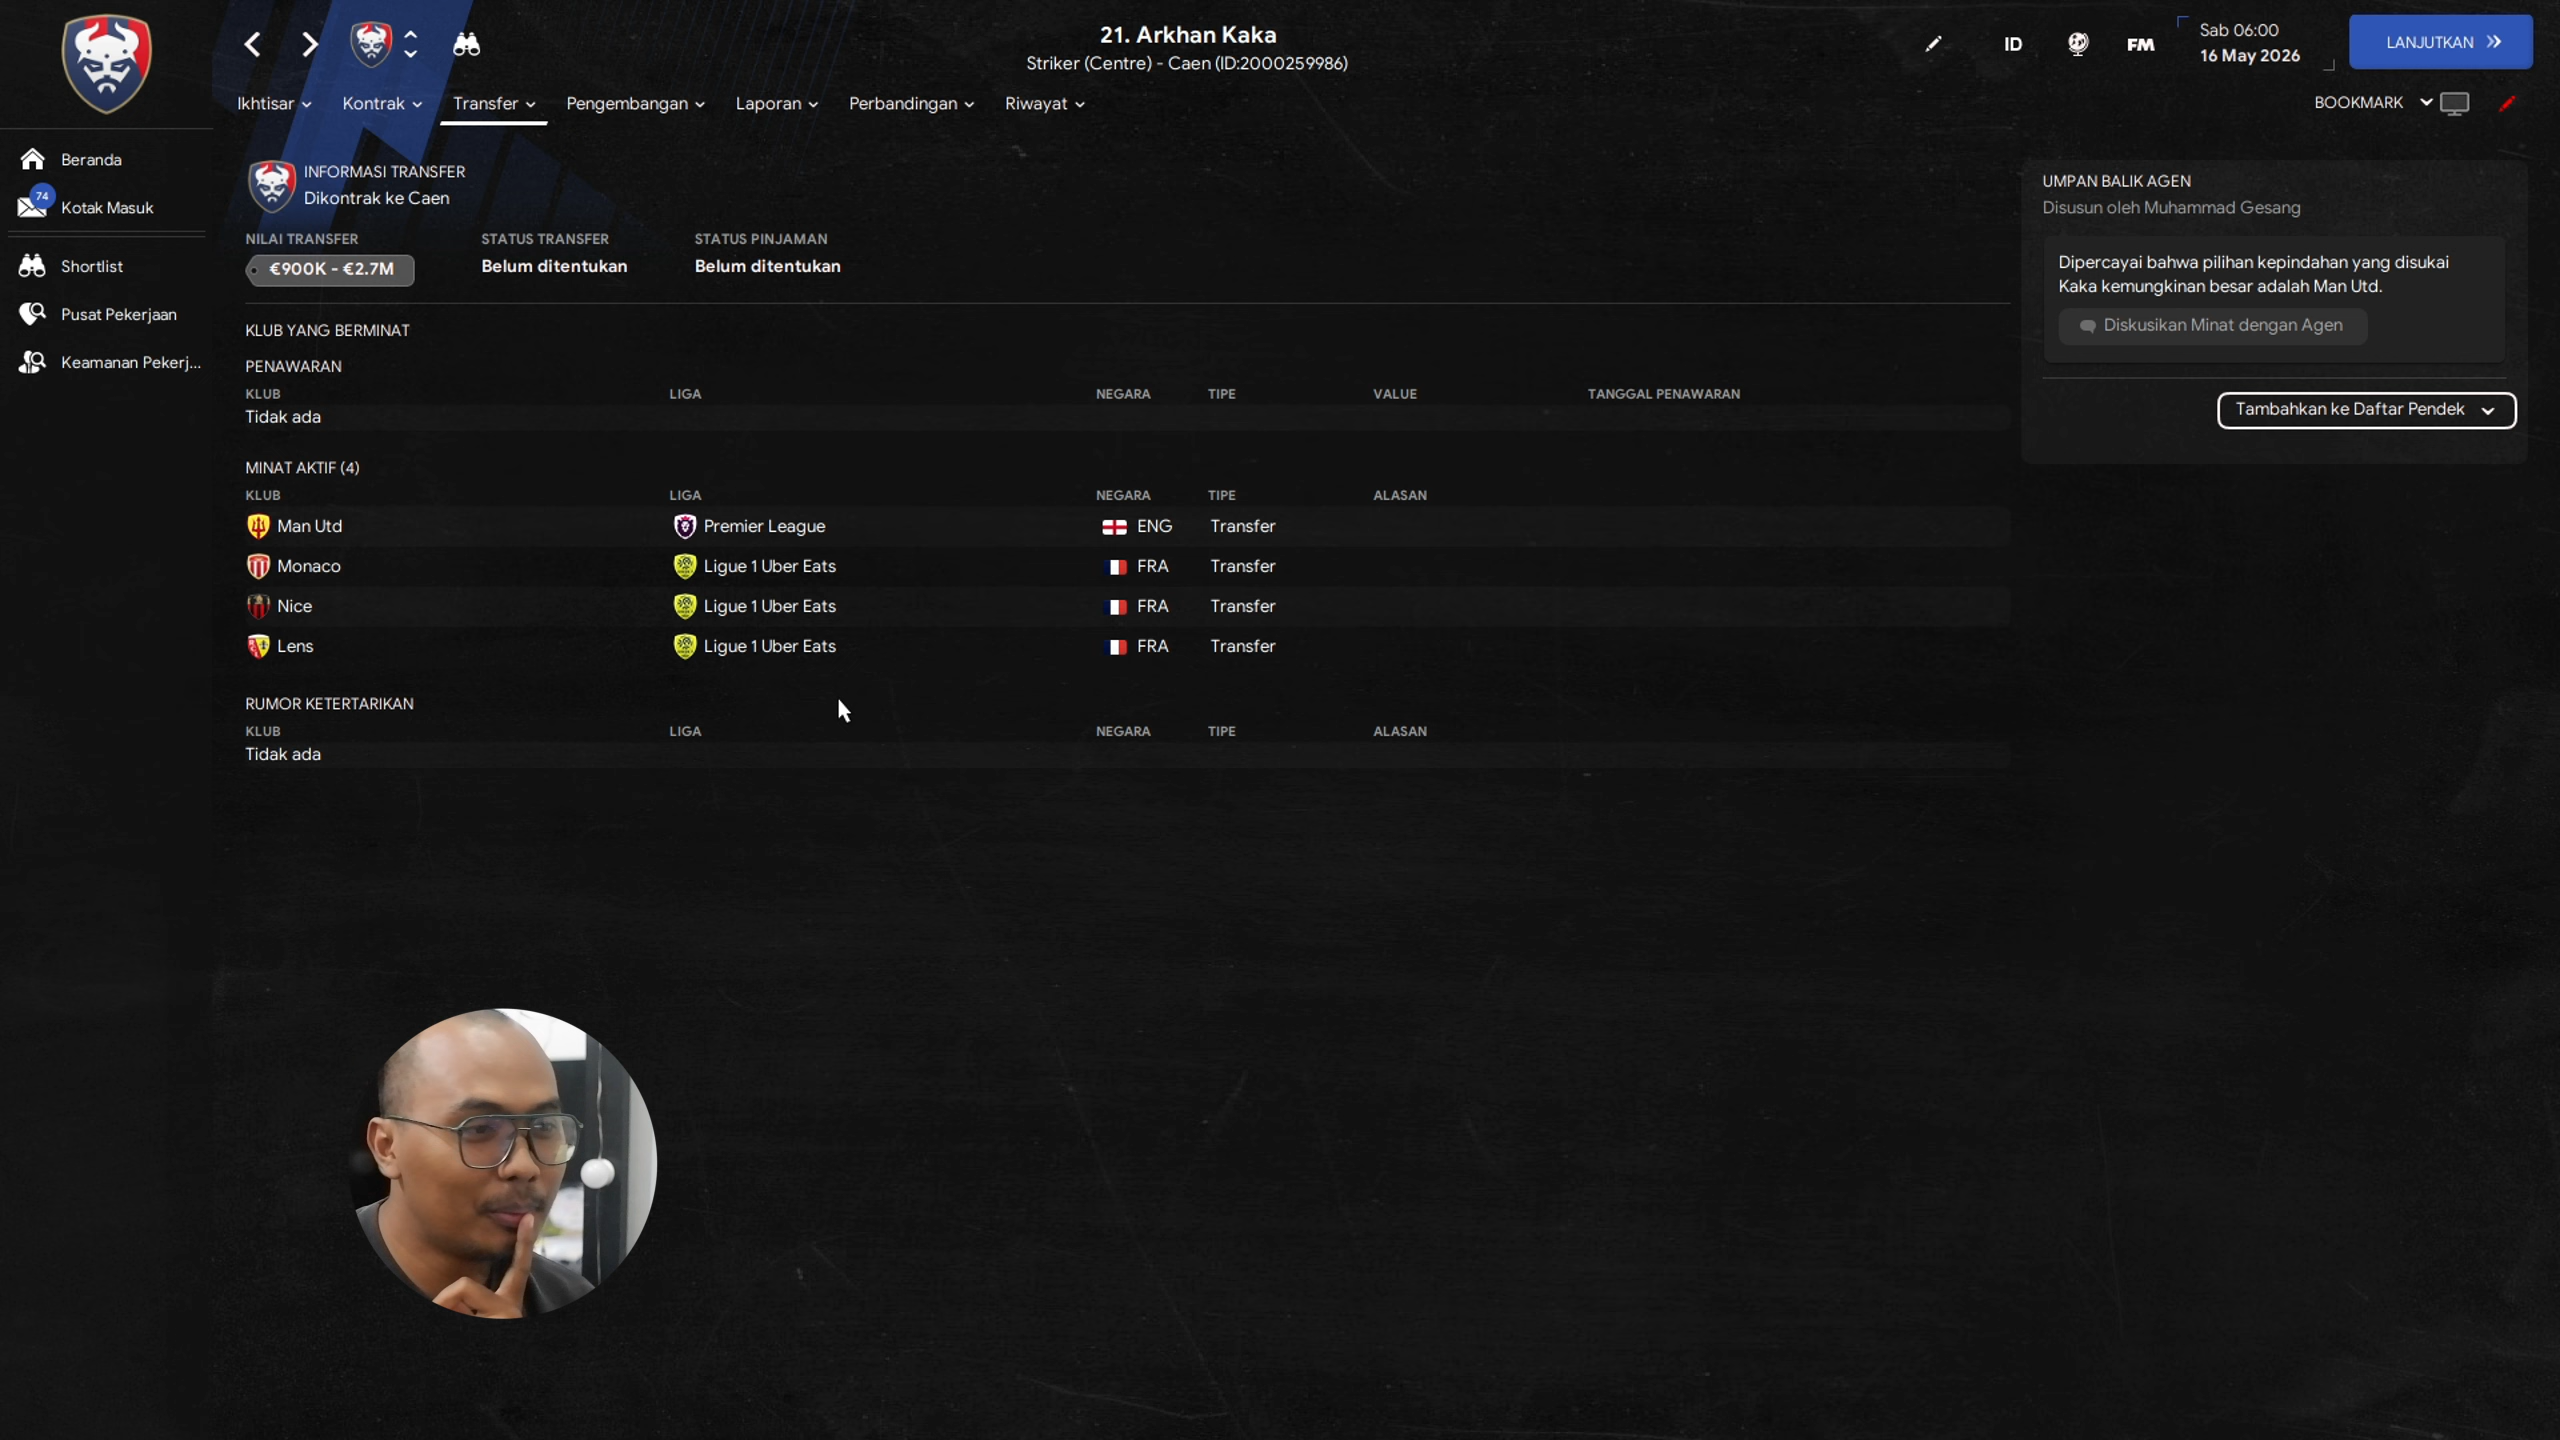 21. Arkhan Kaka
Striker (Centre) - Caen (ID:2000259986)
ID
FM
Sab 06:00
16 May 2026
LANJUTKAN
Ikhtisar
Kontrak
Transfer
Pengembangan
Laporan
Perbandingan
Riwayat
BOOKMARK
Beranda
74
Kotak Masuk
Shortlist
Pusat Pekerjaan
Keamanan Pekerj...
INFORMASI TRANSFER
Dikontrak ke Caen
NILAI TRANSFER STATUS TRANSFER STATUS PINJAMAN
€900K - €2.7M Belum ditentukan Belum ditentukan
KLUB YANG BERMINAT
PENAWARAN
KLUB LIGA NEGARA TIPE VALUE TANGGAL PENAWARAN
Tidak ada
MINAT AKTIF (4)
KLUB LIGA NEGARA TIPE ALASAN
Man Utd Premier League ENG Transfer
Monaco Ligue 1 Uber Eats FRA Transfer
Nice Ligue 1 Uber Eats FRA Transfer
Lens Ligue 1 Uber Eats FRA Transfer
RUMOR KETERTARIKAN
KLUB LIGA NEGARA TIPE ALASAN
Tidak ada
UMPAN BALIK AGEN
Disusun oleh Muhammad Gesang
Dipercayai bahwa pilihan kepindahan yang disukai
Kaka kemungkinan besar adalah Man Utd.
Diskusikan Minat dengan Agen
Tambahkan ke Daftar Pendek